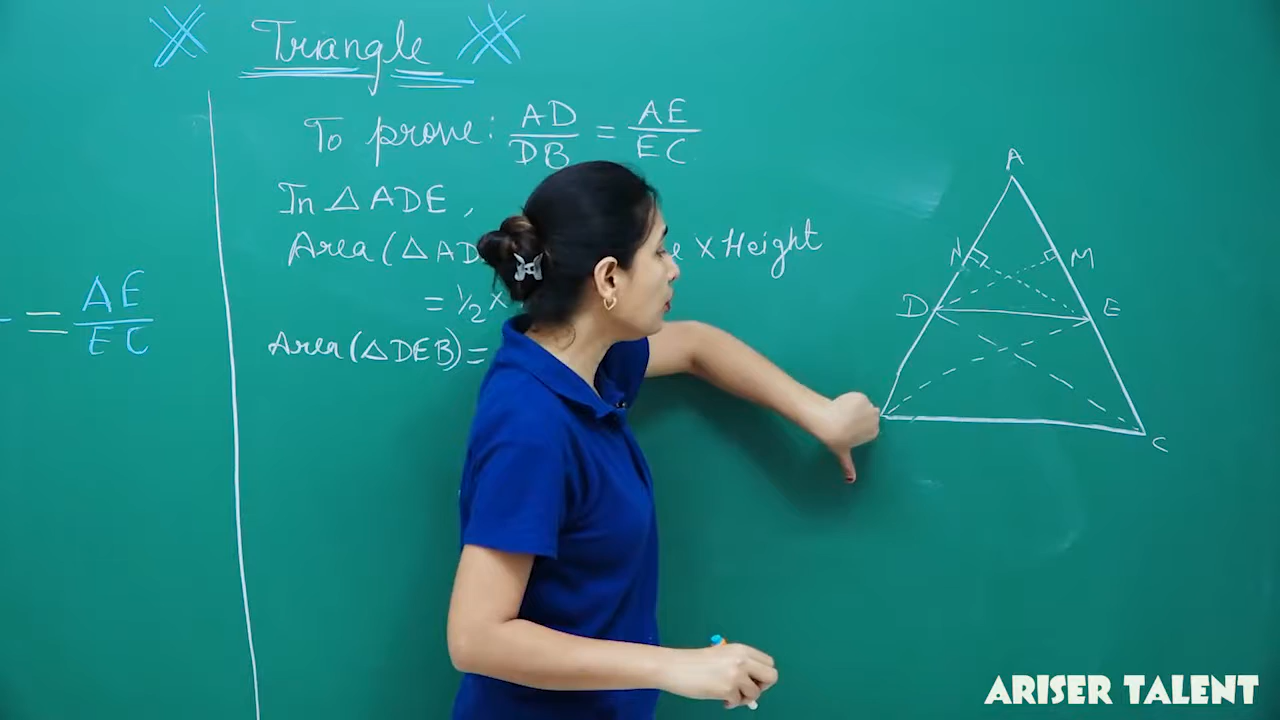 Triangle
To prove: AD/DB = AE/EC
In △ADE,
Area(△AD × Height
= 1/2 ×
Area(△DEB) =
= AE/EC
A
N M
D E
C
ARISER TALENT